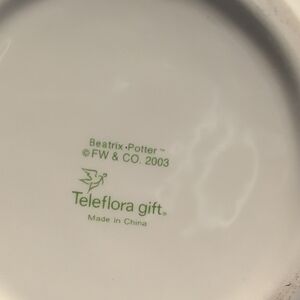 Beatrix·Potter™
©FW & CO. 2003
Teleflora gift®
Made in China